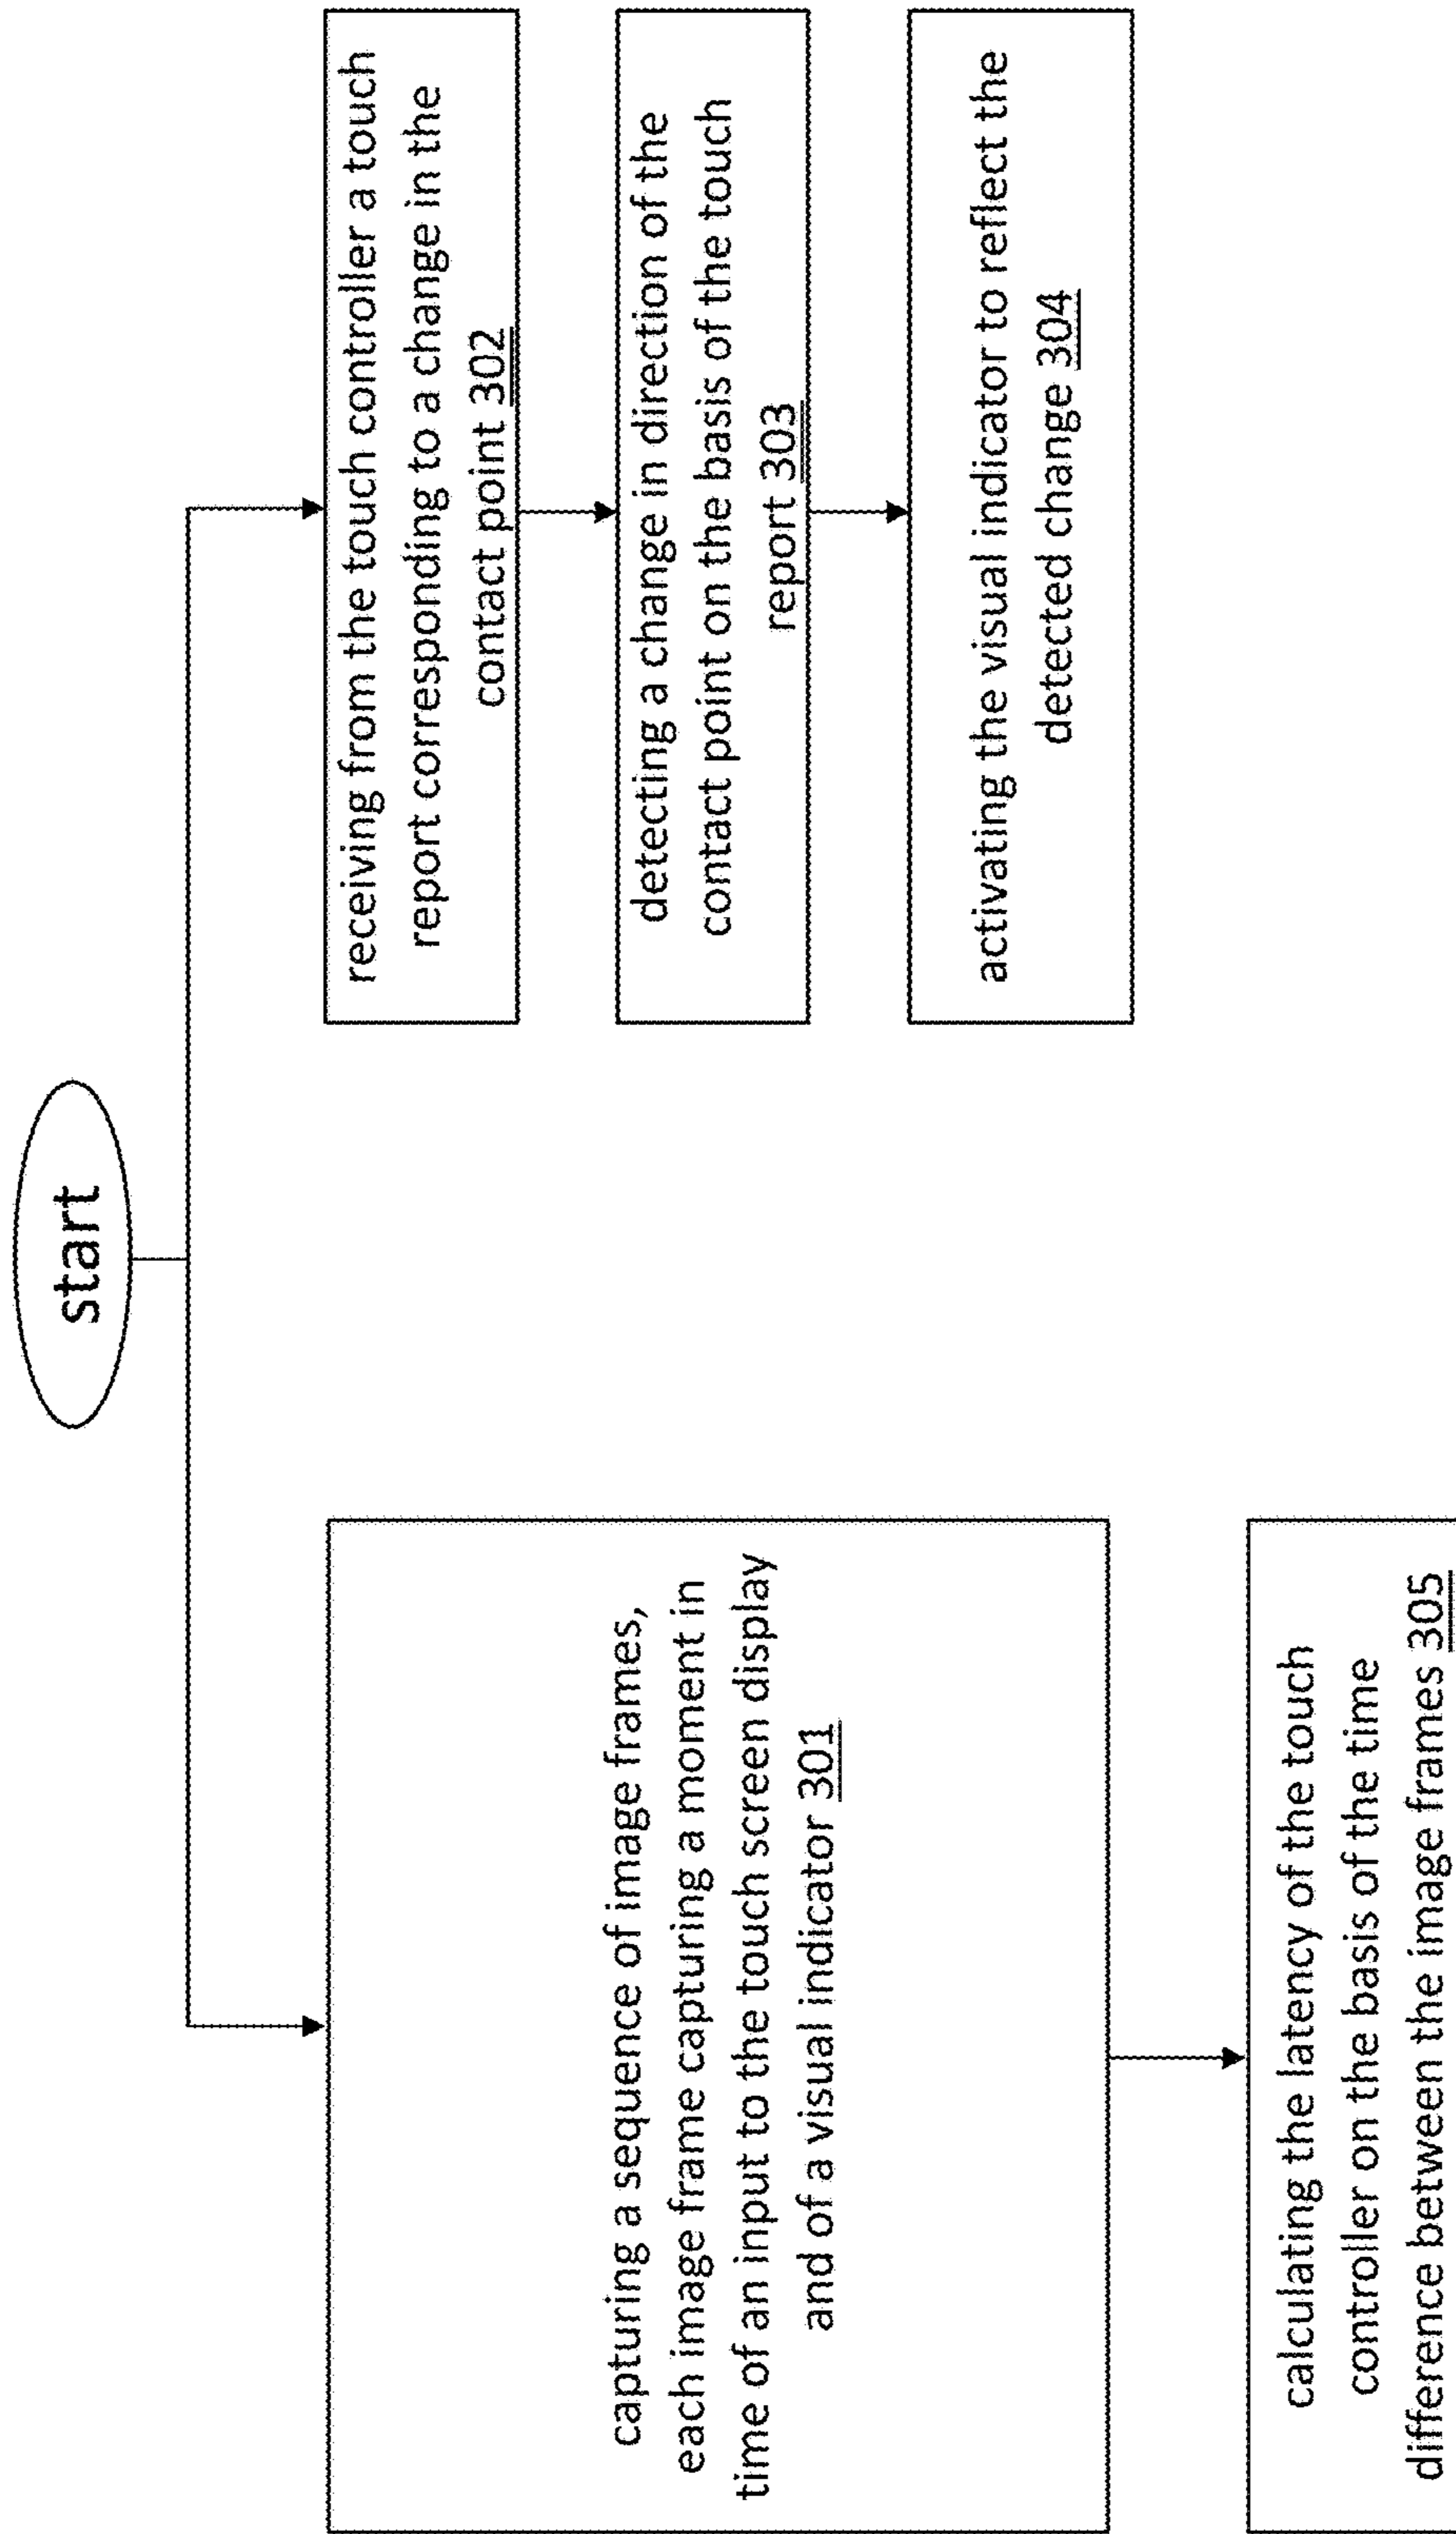 start
capturing a sequence of image frames,
each image frame capturing a moment in
time of an input to the touch screen display
and of a visual indicator 301
calculating the latency of the touch
controller on the basis of the time
difference between the image frames 305
receiving from the touch controller a touch
report corresponding to a change in the
contact point 302
detecting a change in direction of the
contact point on the basis of the touch
report 303
activating the visual indicator to reflect the
detected change 304